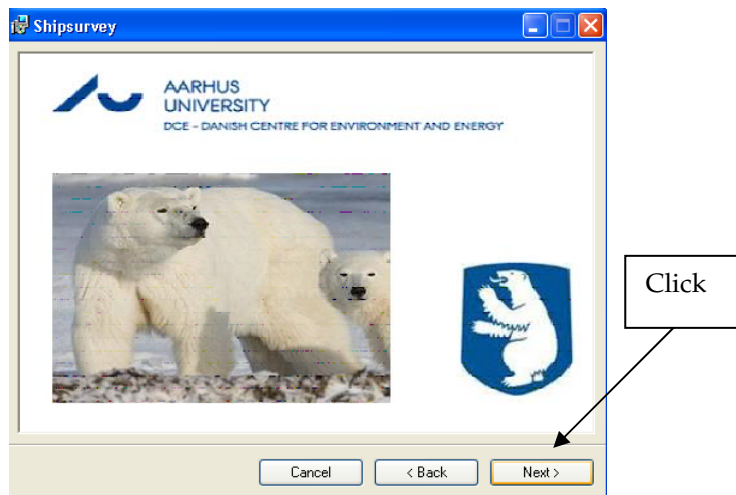 Shipsurvey
AARHUS
UNIVERSITY
DCE - DANISH CENTRE FOR ENVIRONMENT AND ENERGY
Click
Cancel
< Back
Next >